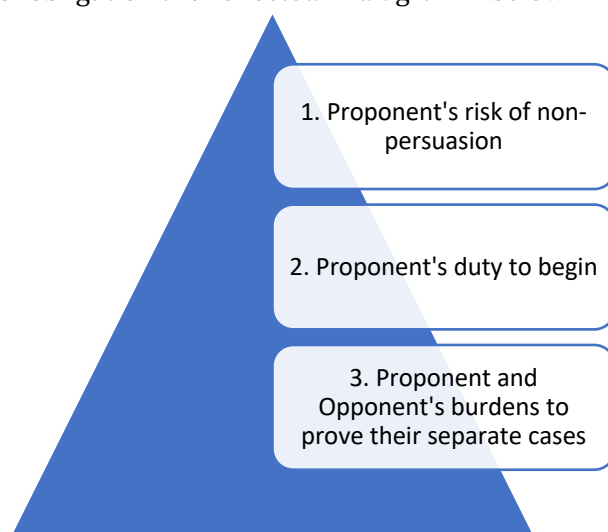 1. Proponent's risk of non-
persuasion
2. Proponent's duty to begin
3. Proponent and
Opponent's burdens to
prove their separate cases